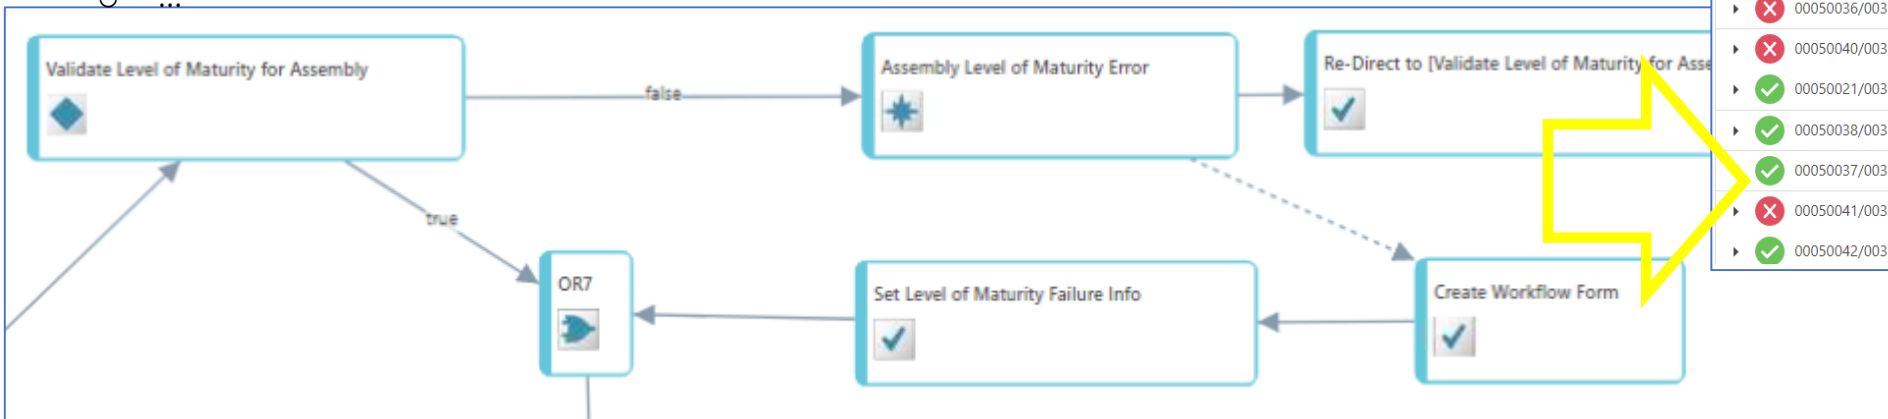 Validate Level of Maturity for Assembly
false
Assembly Level of Maturity Error
Re-Direct to [Validate Level of Maturity for Asse
true
OR7
Set Level of Maturity Failure Info
Create Workflow Form
00050036/003
00050040/003
00050021/003
00050038/003
00050037/003
00050041/003
00050042/003